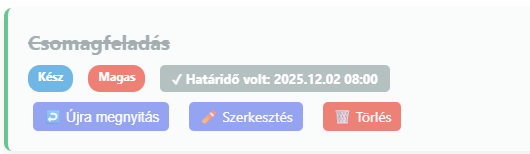 Csomagfeladás
Kész Magas ✓ Határidő volt: 2025.12.02 08:00
Újra megnyitás Szerkesztés Törlés